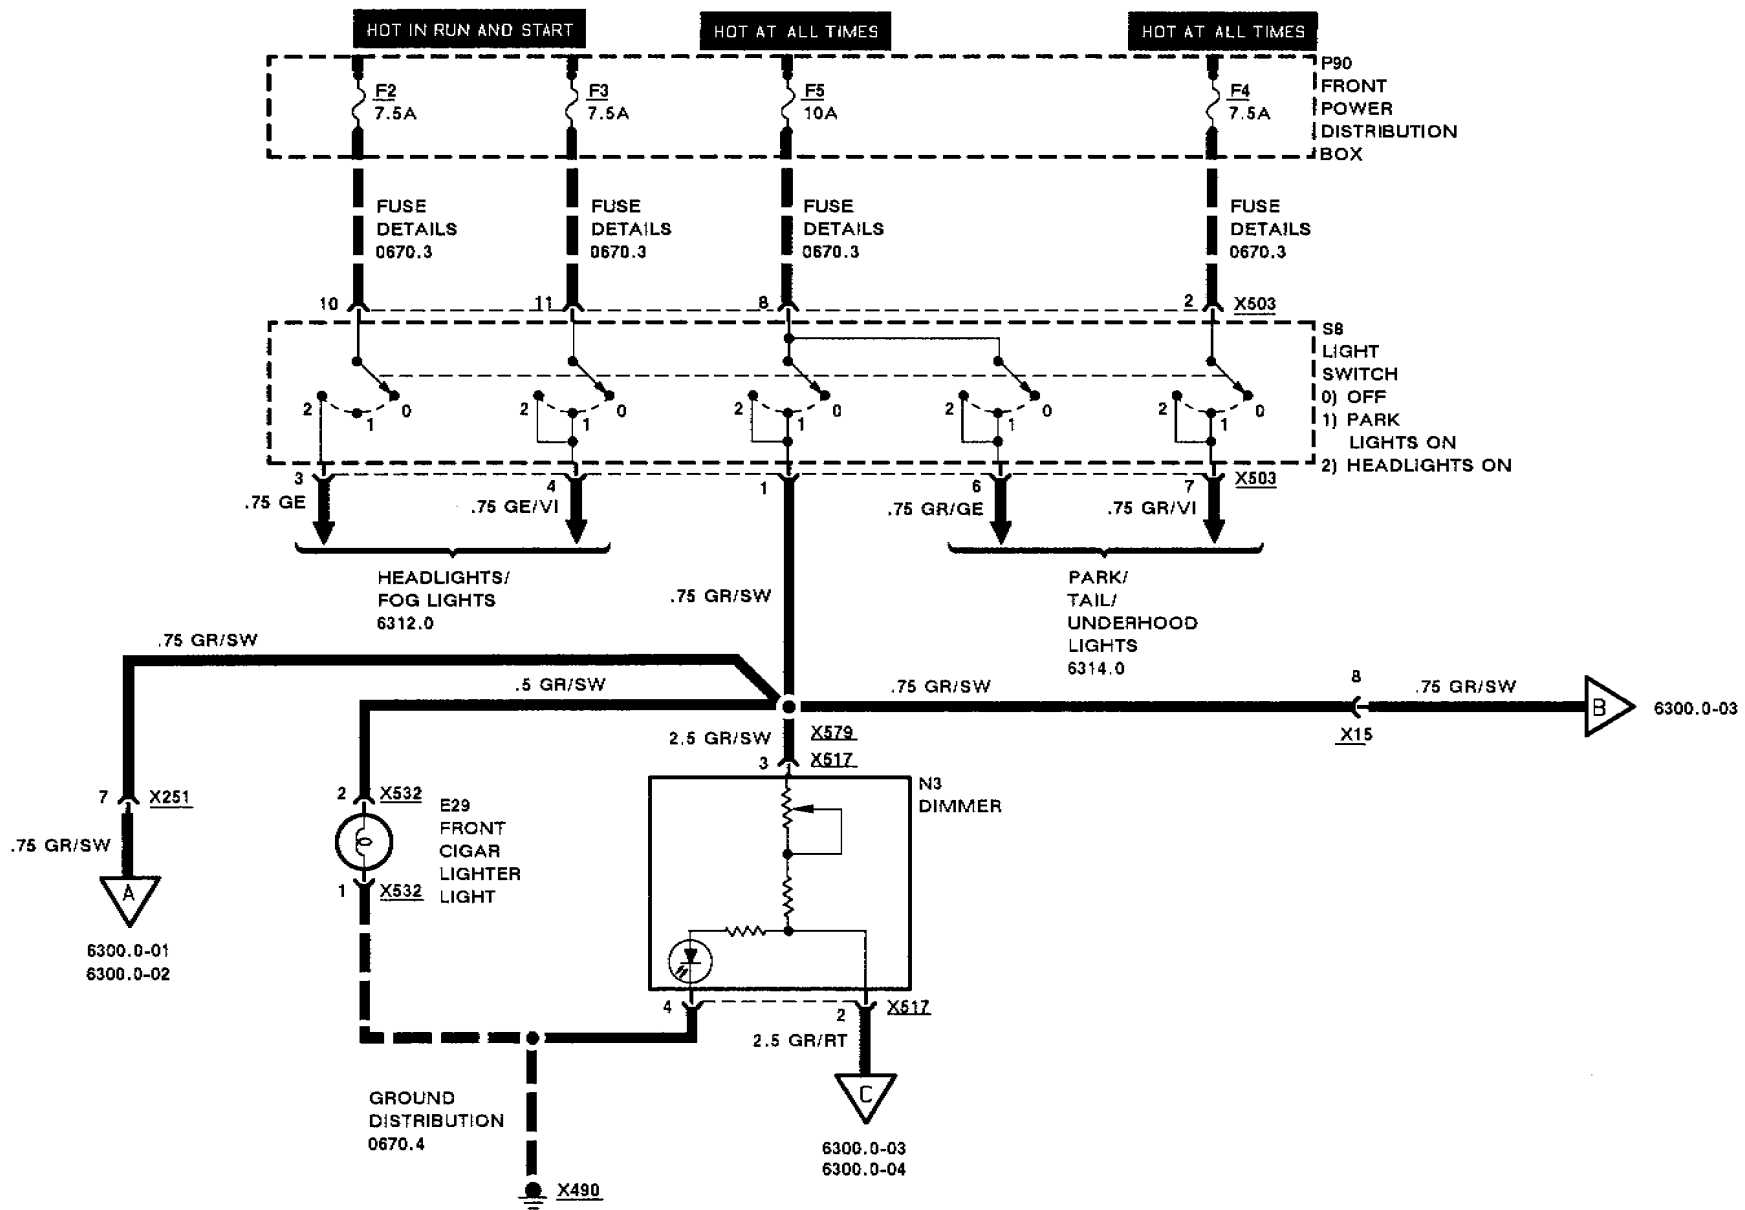 HOT IN RUN AND START
HOT AT ALL TIMES
HOT AT ALL TIMES
P90
FRONT
POWER
DISTRIBUTION
BOX
F2
7.5A
F3
7.5A
F5
10A
F4
7.5A
FUSE
DETAILS
0670.3
FUSE
DETAILS
0670.3
FUSE
DETAILS
0670.3
FUSE
DETAILS
0670.3
10
11
8
2
X503
S8
LIGHT
SWITCH
0) OFF
1) PARK
LIGHTS ON
2) HEADLIGHTS ON
2
1
0
2
1
0
2
1
0
2
1
0
2
1
0
3
4
1
6
7
X503
.75 GE
.75 GE/VI
.75 GR/GE
.75 GR/VI
HEADLIGHTS/
FOG LIGHTS
6312.0
.75 GR/SW
PARK/
TAIL/
UNDERHOOD
LIGHTS
6314.0
.75 GR/SW
.5 GR/SW
.75 GR/SW
8
X15
.75 GR/SW
B
6300.0-03
2.5 GR/SW
X579
3
X517
N3
DIMMER
7
X251
.75 GR/SW
A
6300.0-01
6300.0-02
2
X532
E29
FRONT
CIGAR
LIGHTER
LIGHT
1
X532
4
2
X517
2.5 GR/RT
C
6300.0-03
6300.0-04
GROUND
DISTRIBUTION
0670.4
X490